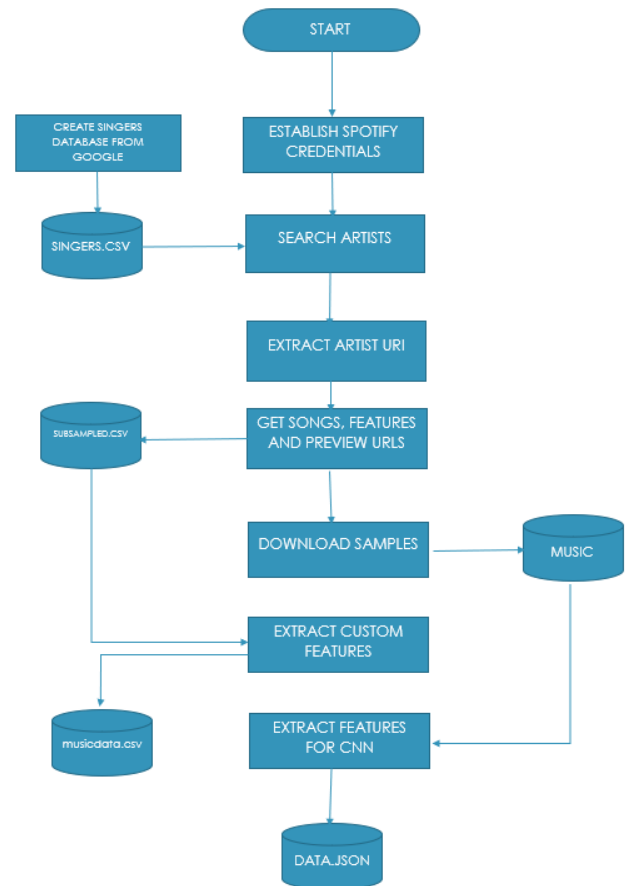 START
CREATE SINGERS
DATABASE FROM
GOOGLE
ESTABLISH SPOTIFY
CREDENTIALS
SINGERS.CSV
SEARCH ARTISTS
EXTRACT ARTIST URI
SUBSAMPLED.CSV
GET SONGS, FEATURES
AND PREVIEW URLS
DOWNLOAD SAMPLES
MUSIC
EXTRACT CUSTOM
FEATURES
musicdata.csv
EXTRACT FEATURES
FOR CNN
DATA.JSON